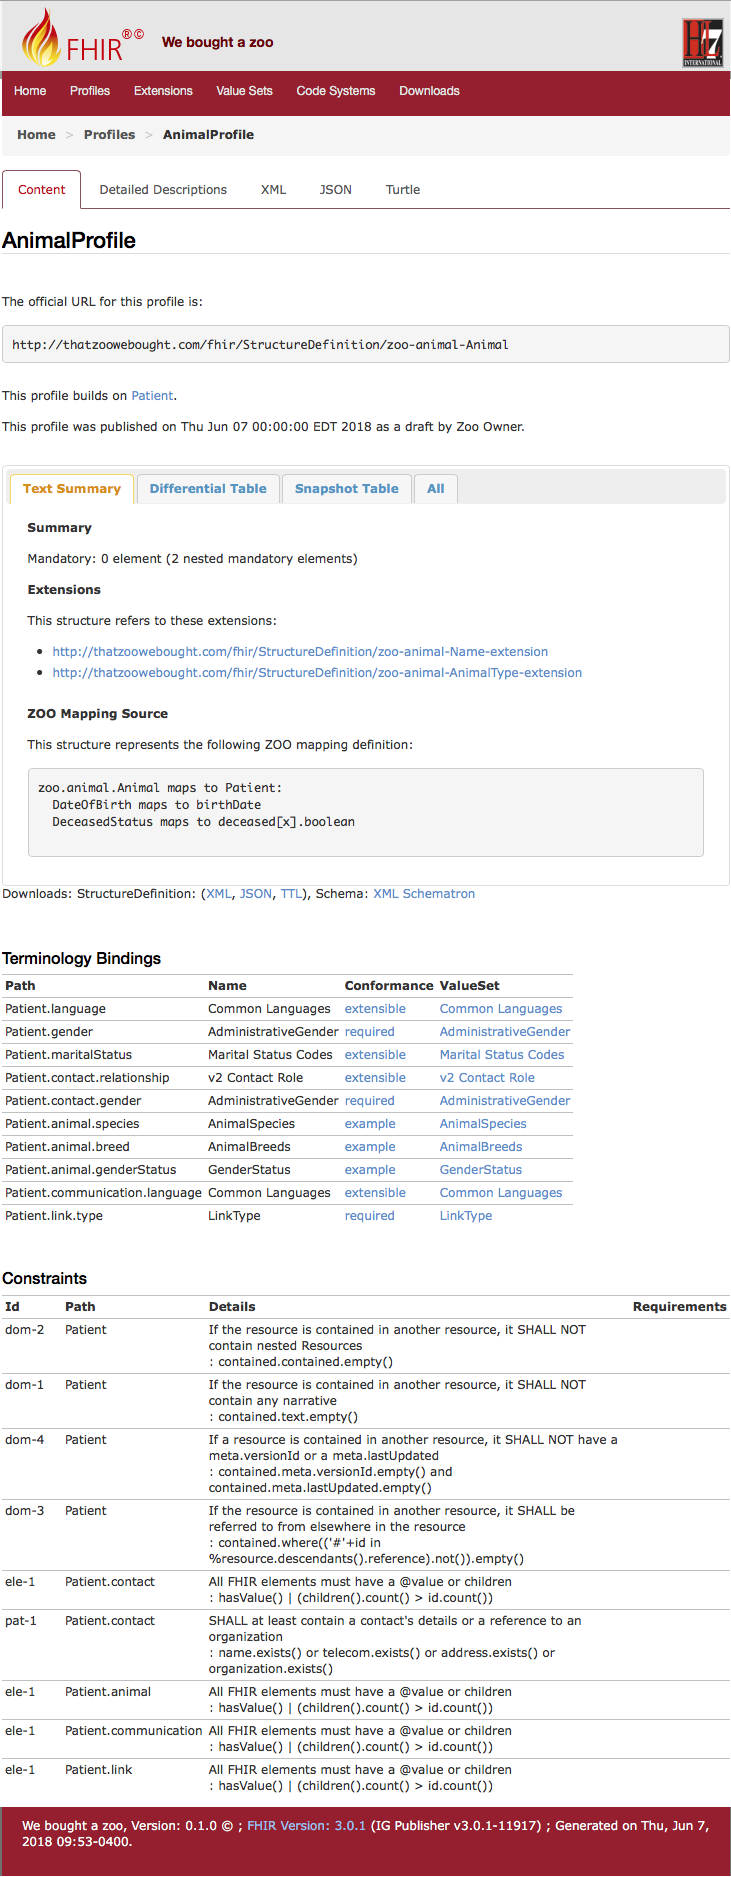 FHIR®©
We bought a zoo
HL7
INTERNATIONAL
Home Profiles Extensions Value Sets Code Systems Downloads
Home > Profiles > AnimalProfile
Content Detailed Descriptions XML JSON Turtle
AnimalProfile
The official URL for this profile is:
http://thatzoowebought.com/fhir/StructureDefinition/zoo-animal-Animal
This profile builds on Patient.
This profile was published on Thu Jun 07 00:00:00 EDT 2018 as a draft by Zoo Owner.
Text Summary Differential Table Snapshot Table All
Summary
Mandatory: 0 element (2 nested mandatory elements)
Extensions
This structure refers to these extensions:
• http://thatzoowebought.com/fhir/StructureDefinition/zoo-animal-Name-extension
• http://thatzoowebought.com/fhir/StructureDefinition/zoo-animal-AnimalType-extension
ZOO Mapping Source
This structure represents the following ZOO mapping definition:
zoo.animal.Animal maps to Patient:
DateOfBirth maps to birthDate
DeceasedStatus maps to deceased[x].boolean
Downloads: StructureDefinition: (XML, JSON, TTL), Schema: XML Schematron
Terminology Bindings
Path Name Conformance ValueSet
Patient.language Common Languages extensible Common Languages
Patient.gender AdministrativeGender required AdministrativeGender
Patient.maritalStatus Marital Status Codes extensible Marital Status Codes
Patient.contact.relationship v2 Contact Role extensible v2 Contact Role
Patient.contact.gender AdministrativeGender required AdministrativeGender
Patient.animal.species AnimalSpecies example AnimalSpecies
Patient.animal.breed AnimalBreeds example AnimalBreeds
Patient.animal.genderStatus GenderStatus example GenderStatus
Patient.communication.language Common Languages extensible Common Languages
Patient.link.type LinkType required LinkType
Constraints
Id Path Details Requirements
dom-2 Patient If the resource is contained in another resource, it SHALL NOT
contain nested Resources
: contained.contained.empty()
dom-1 Patient If the resource is contained in another resource, it SHALL NOT
contain any narrative
: contained.text.empty()
dom-4 Patient If a resource is contained in another resource, it SHALL NOT have a
meta.versionId or a meta.lastUpdated
: contained.meta.versionId.empty() and
contained.meta.lastUpdated.empty()
dom-3 Patient If the resource is contained in another resource, it SHALL be
referred to from elsewhere in the resource
: contained.where(('#'+id in
%resource.descendants().reference).not()).empty()
ele-1 Patient.contact All FHIR elements must have a @value or children
: hasValue() | (children().count() > id.count())
pat-1 Patient.contact SHALL at least contain a contact's details or a reference to an
organization
: name.exists() or telecom.exists() or address.exists() or
organization.exists()
ele-1 Patient.animal All FHIR elements must have a @value or children
: hasValue() | (children().count() > id.count())
ele-1 Patient.communication All FHIR elements must have a @value or children
: hasValue() | (children().count() > id.count())
ele-1 Patient.link All FHIR elements must have a @value or children
: hasValue() | (children().count() > id.count())
We bought a zoo, Version: 0.1.0 © ; FHIR Version: 3.0.1 (IG Publisher v3.0.1-11917) ; Generated on Thu, Jun 7,
2018 09:53-0400.